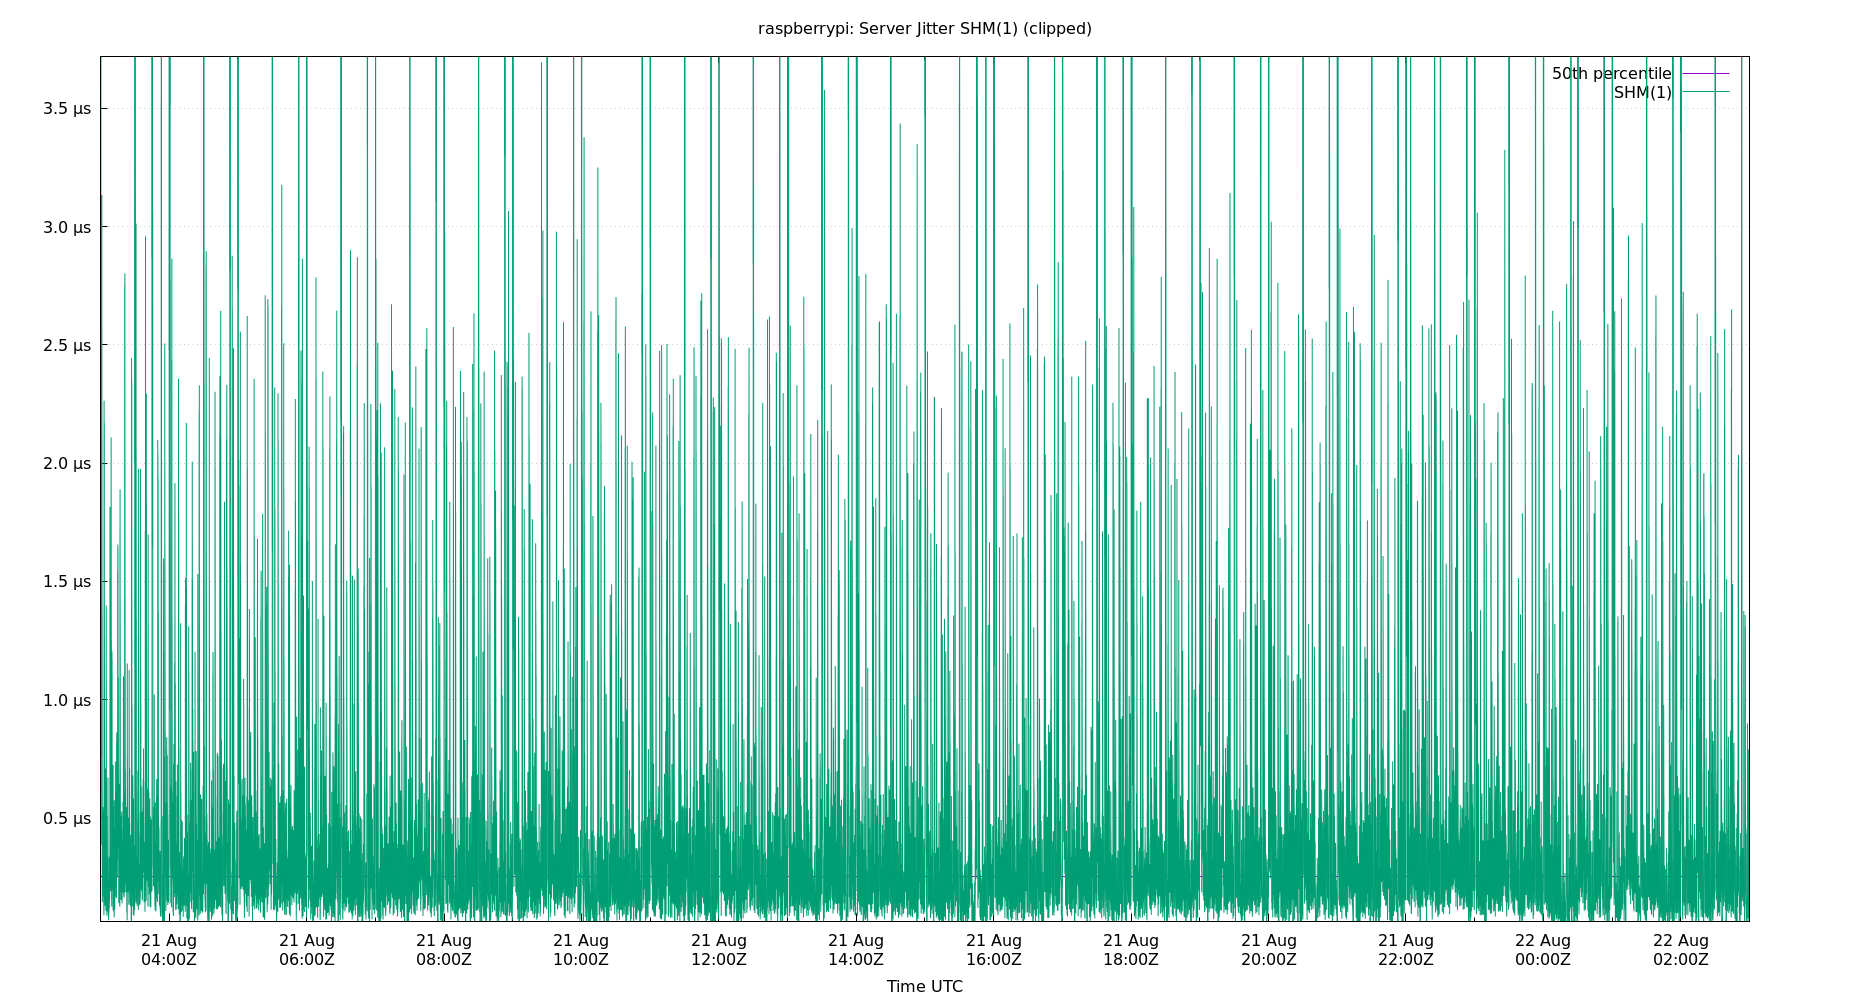 raspberrypi: Server Jitter SHM(1) (clipped)
50th percentile
SHM(1)
3.5 µs
3.0 µs
2.5 µs
2.0 µs
1.5 µs
1.0 µs
0.5 µs
21 Aug 21 Aug 21 Aug 21 Aug 21 Aug 21 Aug 21 Aug 21 Aug 21 Aug 21 Aug 22 Aug 22 Aug
04:00Z 06:00Z 08:00Z 10:00Z 12:00Z 14:00Z 16:00Z 18:00Z 20:00Z 22:00Z 00:00Z 02:00Z
Time UTC